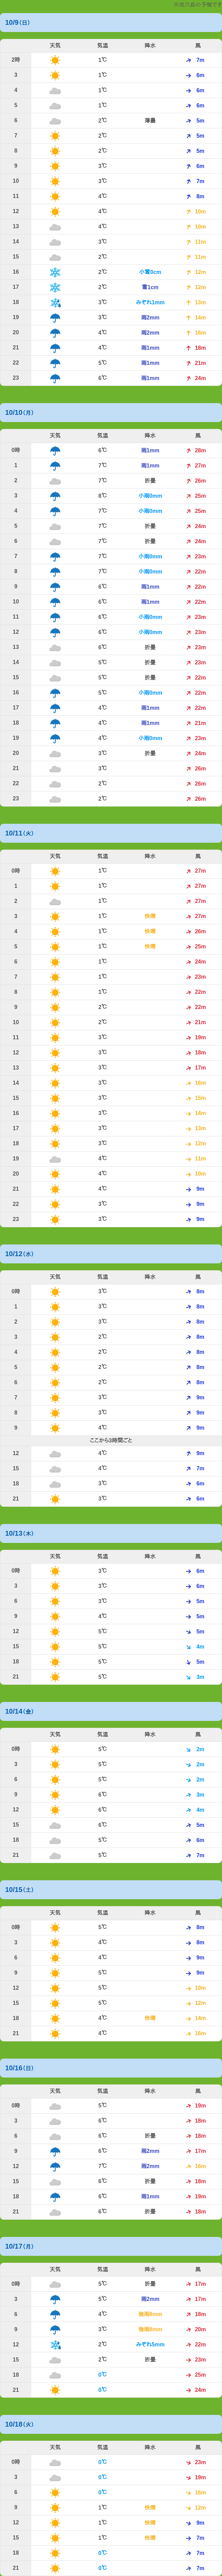 10/9(日)
天気 気温 降水 風
2時 1℃ 7m
3 1℃ 6m
4 1℃ 6m
5 1℃ 6m
6 2℃ 薄曇 5m
7 2℃ 5m
8 2℃ 5m
9 3℃ 6m
10 3℃ 7m
11 4℃ 8m
12 4℃ 10m
13 4℃ 10m
14 3℃ 11m
15 2℃ 11m
16 2℃ 小雪0cm 12m
17 2℃ 雪1cm 12m
18 3℃ みぞれ1mm 13m
19 3℃ 雨2mm 14m
20 4℃ 雨2mm 16m
21 4℃ 雨1mm 18m
22 5℃ 雨1mm 21m
23 6℃ 雨1mm 24m
10/10(月)
天気 気温 降水 風
0時 6℃ 雨1mm 28m
1 7℃ 雨1mm 27m
2 7℃ 折曇 26m
3 8℃ 小雨0mm 25m
4 7℃ 小雨0mm 25m
5 7℃ 折曇 24m
6 7℃ 折曇 24m
7 7℃ 小雨0mm 23m
8 7℃ 小雨0mm 22m
9 6℃ 雨1mm 22m
10 6℃ 雨1mm 22m
11 6℃ 小雨0mm 23m
12 6℃ 小雨0mm 23m
13 6℃ 折曇 23m
14 5℃ 折曇 23m
15 5℃ 折曇 22m
16 5℃ 小雨0mm 22m
17 4℃ 雨1mm 22m
18 4℃ 雨1mm 21m
19 4℃ 小雨0mm 23m
20 3℃ 折曇 24m
21 3℃ 26m
22 2℃ 26m
23 2℃ 26m
10/11(火)
天気 気温 降水 風
0時 1℃ 27m
1 1℃ 27m
2 1℃ 27m
3 1℃ 快晴 27m
4 1℃ 快晴 26m
5 1℃ 快晴 25m
6 1℃ 24m
7 1℃ 23m
8 1℃ 22m
9 2℃ 22m
10 2℃ 21m
11 3℃ 19m
12 3℃ 18m
13 3℃ 17m
14 3℃ 16m
15 3℃ 15m
16 3℃ 14m
17 3℃ 13m
18 3℃ 12m
19 4℃ 11m
20 4℃ 10m
21 4℃ 9m
22 3℃ 9m
23 3℃ 9m
10/12(水)
天気 気温 降水 風
0時 3℃ 8m
1 3℃ 8m
2 3℃ 8m
3 2℃ 8m
4 2℃ 8m
5 2℃ 8m
6 2℃ 8m
7 3℃ 9m
8 3℃ 9m
9 4℃ 9m
ここから3時間ごと
12 4℃ 9m
15 4℃ 7m
18 3℃ 6m
21 3℃ 6m
10/13(木)
天気 気温 降水 風
0時 3℃ 6m
3 3℃ 6m
6 3℃ 5m
9 4℃ 5m
12 5℃ 5m
15 5℃ 4m
18 5℃ 5m
21 5℃ 3m
10/14(金)
天気 気温 降水 風
0時 5℃ 2m
3 5℃ 2m
6 5℃ 2m
9 6℃ 3m
12 6℃ 4m
15 6℃ 5m
18 5℃ 6m
21 5℃ 7m
10/15(土)
天気 気温 降水 風
0時 5℃ 8m
3 4℃ 8m
6 4℃ 9m
9 5℃ 9m
12 5℃ 10m
15 5℃ 12m
18 4℃ 快晴 14m
21 4℃ 16m
10/16(日)
天気 気温 降水 風
0時 5℃ 19m
3 6℃ 18m
6 6℃ 折曇 18m
9 6℃ 雨2mm 17m
12 7℃ 雨2mm 16m
15 6℃ 折曇 18m
18 6℃ 雨1mm 19m
21 6℃ 折曇 18m
10/17(月)
天気 気温 降水 風
0時 5℃ 折曇 17m
3 5℃ 雨2mm 17m
6 4℃ 18m
9 3℃ 20m
12 2℃ みぞれ5mm 22m
15 2℃ 折曇 23m
18 0℃ 25m
21 0℃ 24m
10/18(火)
天気 気温 降水 風
0時 0℃ 23m
3 0℃ 19m
6 0℃ 16m
9 1℃ 快晴 12m
12 1℃ 快晴 9m
15 1℃ 快晴 7m
18 0℃ 7m
21 0℃ 7m